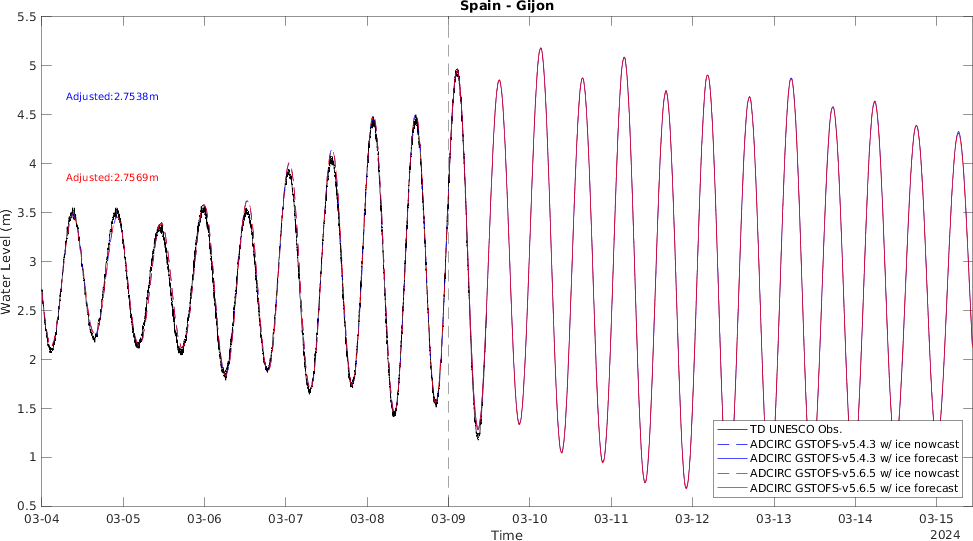 Spain - Gijon
5.5
5
4.5
4
3.5
3
2.5
2
1.5
1
0.5
Water Level (m)
Adjusted:2.7538m
Adjusted:2.7569m
TD UNESCO Obs.
ADCIRC GSTOFS-v5.4.3 w/ ice nowcast
ADCIRC GSTOFS-v5.4.3 w/ ice forecast
ADCIRC GSTOFS-v5.6.5 w/ ice nowcast
ADCIRC GSTOFS-v5.6.5 w/ ice forecast
03-04 03-05 03-06 03-07 03-08 03-09 03-10 03-11 03-12 03-13 03-14 03-15
Time
2024